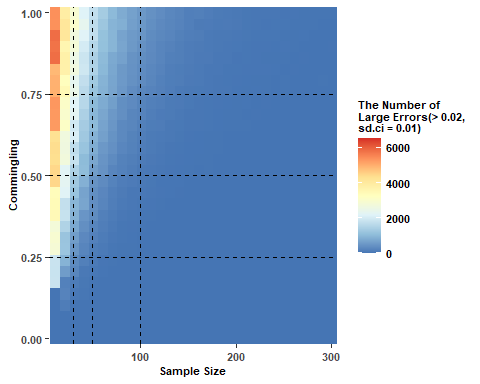 1.00
0.75
0.50
0.25
0.00
Commingling
100
200
300
Sample Size
The Number of
Large Errors(> 0.02,
sd.ci = 0.01)
6000
4000
2000
0